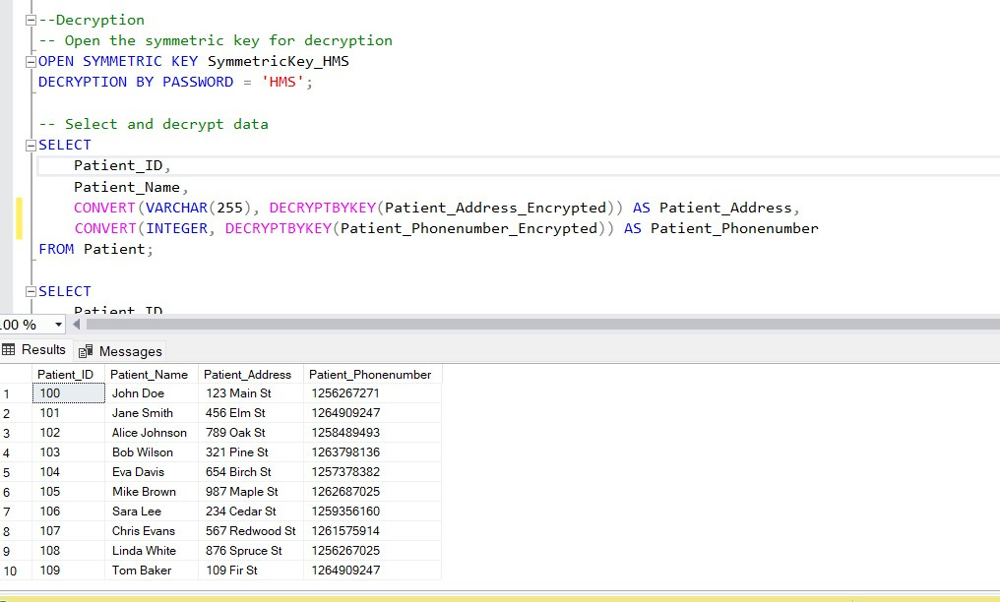 --Decryption
-- Open the symmetric key for decryption
OPEN SYMMETRIC KEY SymmetricKey_HMS
DECRYPTION BY PASSWORD = 'HMS';
-- Select and decrypt data
SELECT
Patient_ID,
Patient_Name,
CONVERT(VARCHAR(255), DECRYPTBYKEY(Patient_Address_Encrypted)) AS Patient_Address,
CONVERT(INTEGER, DECRYPTBYKEY(Patient_Phonenumber_Encrypted)) AS Patient_Phonenumber
FROM Patient;
SELECT
Patient_ID
100 %
Results Messages
Patient_ID Patient_Name Patient_Address Patient_Phonenumber
1 100 John Doe 123 Main St 1256267271
2 101 Jane Smith 456 Elm St 1264909247
3 102 Alice Johnson 789 Oak St 1258489493
4 103 Bob Wilson 321 Pine St 1263798136
5 104 Eva Davis 654 Birch St 1257378382
6 105 Mike Brown 987 Maple St 1262687025
7 106 Sara Lee 234 Cedar St 1259356160
8 107 Chris Evans 567 Redwood St 1261575914
9 108 Linda White 876 Spruce St 1256267025
10 109 Tom Baker 109 Fir St 1264909247